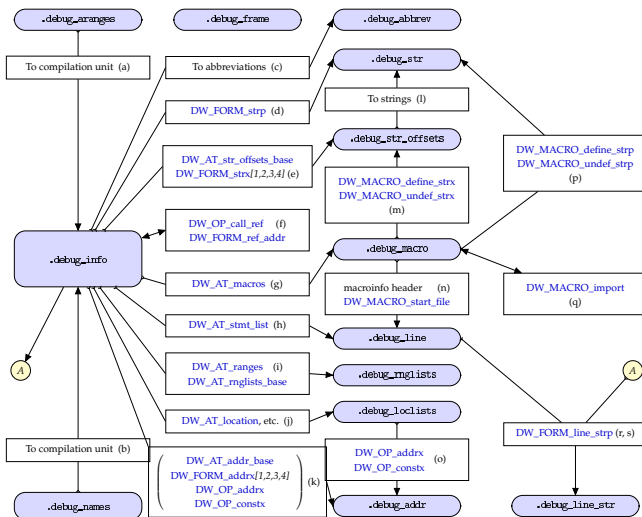 .debug_aranges
.debug_frame
.debug_abbrev
To compilation unit (a)
To abbreviations (c)
.debug_str
DW_FORM_strp (d)
To strings (l)
.debug_str_offsets
DW_AT_str_offsets_base
DW_FORM_strx[1,2,3,4] (e)
DW_MACRO_define_strp
DW_MACRO_undef_strp
(p)
DW_MACRO_define_strx
DW_MACRO_undef_strx
(m)
DW_OP_call_ref (f)
DW_FORM_ref_addr
.debug_info
.debug_macro
DW_AT_macros (g)
macroinfo header (n)
DW_MACRO_start_file
DW_MACRO_import
(q)
DW_AT_stmt_list (h)
.debug_line
A
DW_AT_ranges (i)
DW_AT_rnglists_base
.debug_rnglists
A
DW_AT_location, etc. (j)
.debug_loclists
To compilation unit (b)
DW_AT_addr_base
DW_FORM_addrx[1,2,3,4]
DW_OP_addrx
DW_OP_constx
(k)
DW_OP_addrx (o)
DW_OP_constx
DW_FORM_line_strp (r, s)
.debug_names
.debug_addr
.debug_line_str